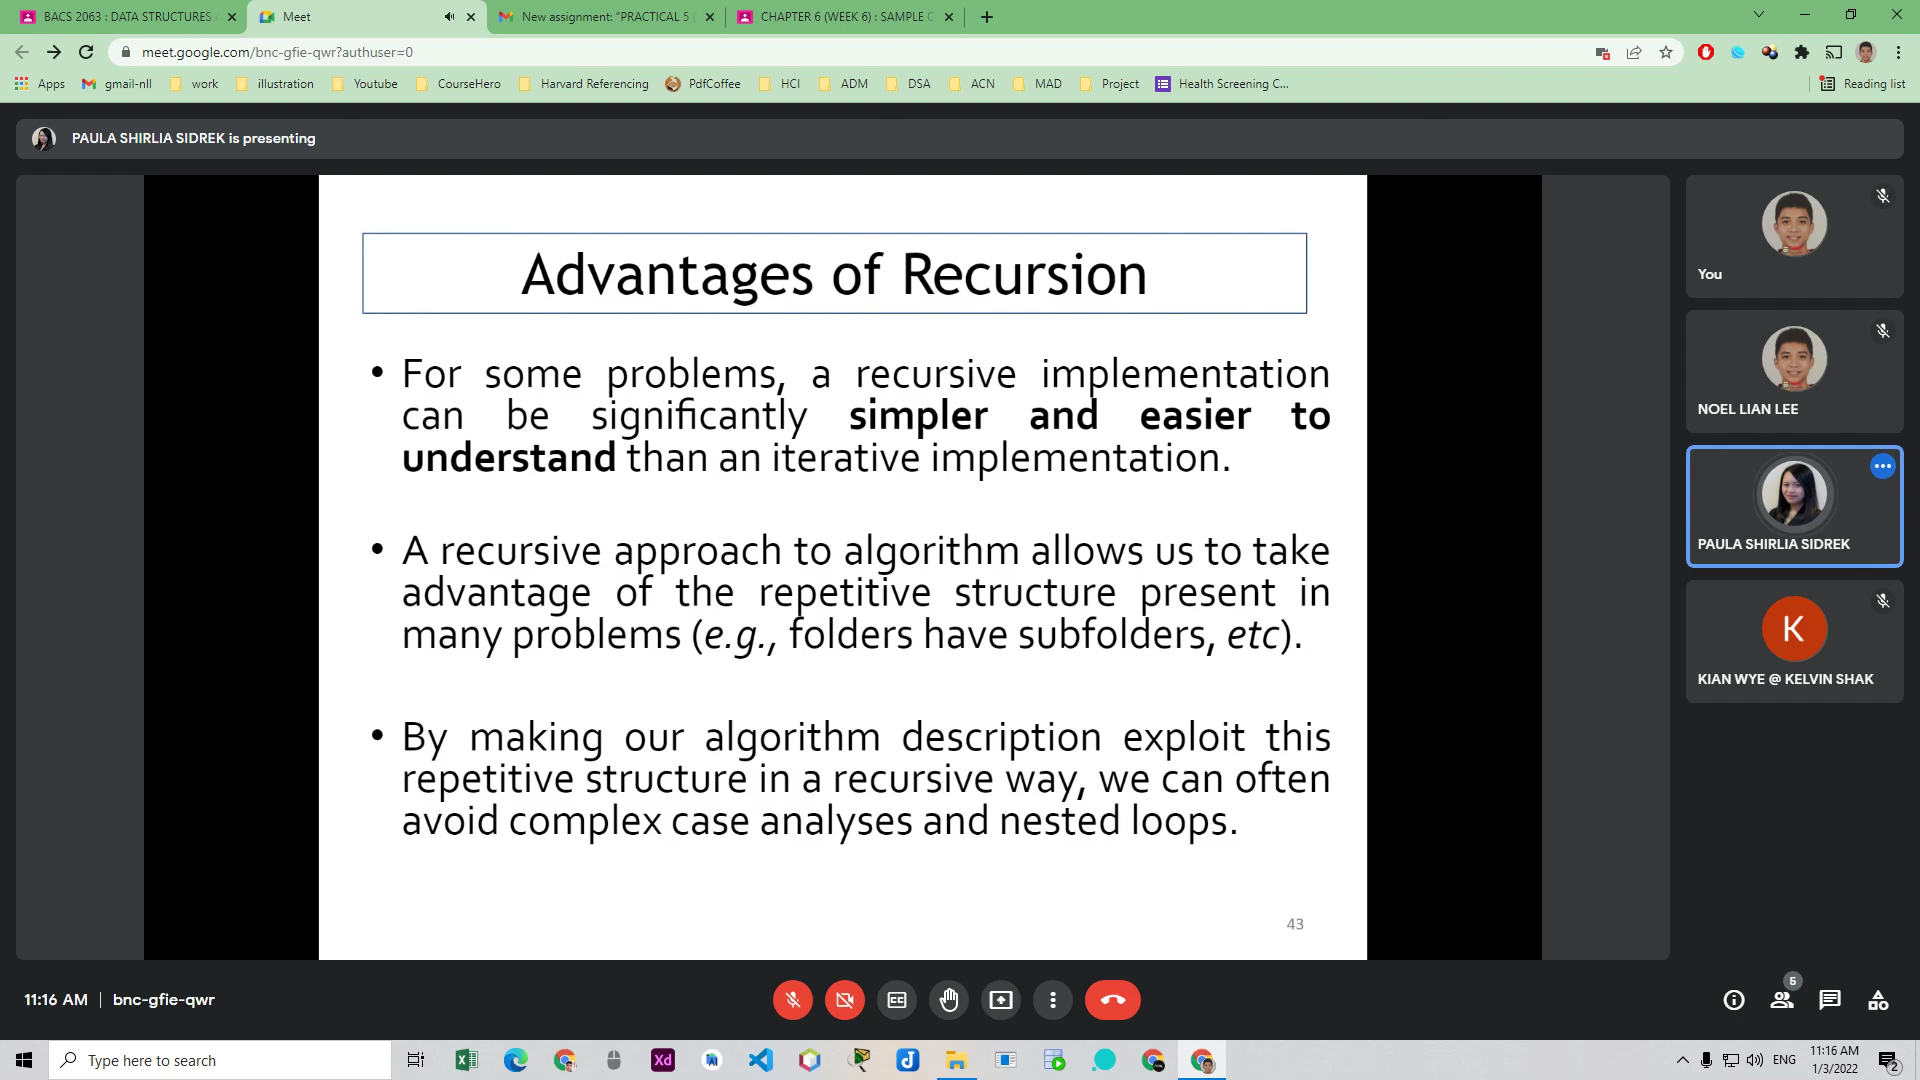 BACS 2063 : DATA STRUCTURES
Meet
New assignment: "PRACTICAL 5
CHAPTER 6 (WEEK 6) : SAMPLE
meet.google.com/bnc-gfie-qwr?authuser=0
Apps
gmail-nll
work
illustration
Youtube
CourseHero
Harvard Referencing
PdfCoffee
HCI
ADM
DSA
ACN
MAD
Project
Health Screening C...
Reading list
PAULA SHIRLIA SIDREK is presenting
Advantages of Recursion
• For some problems, a recursive implementation
can be significantly simpler and easier to
understand than an iterative implementation.
• A recursive approach to algorithm allows us to take
advantage of the repetitive structure present in
many problems (e.g., folders have subfolders, etc).
• By making our algorithm description exploit this
repetitive structure in a recursive way, we can often
avoid complex case analyses and nested loops.
43
You
NOEL LIAN LEE
PAULA SHIRLIA SIDREK
K
KIAN WYE @ KELVIN SHAK
11:16 AM | bnc-gfie-qwr
5
Type here to search
Xd
ENG
11:16 AM
1/3/2022
2